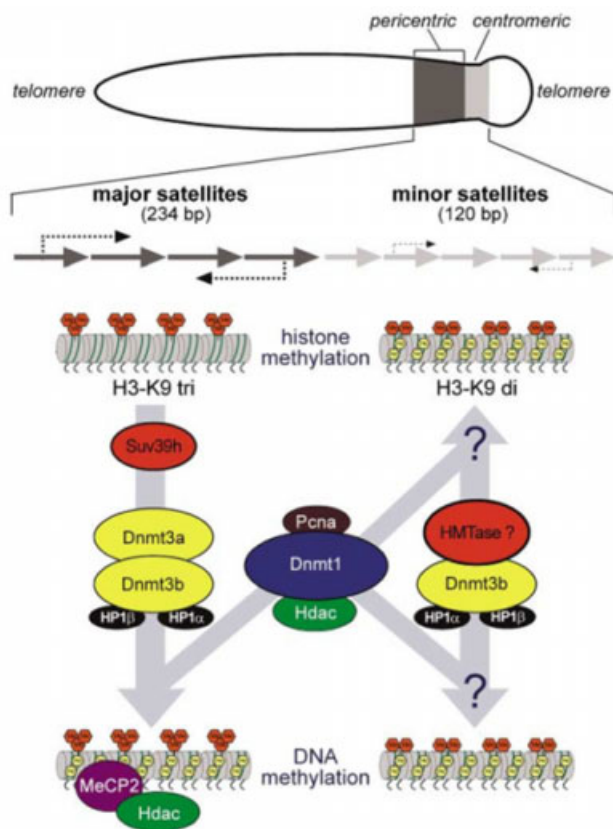 pericentric centromeric
telomere telomere
major satellites minor satellites
(234 bp) (120 bp)
histone
methylation
H3-K9 tri H3-K9 di
?
Suv39h
Pcna
HMTase ?
Dnmt3a
Dnmt1
Dnmt3b Dnmt3b
Hdac
HP1β HP1α HP1α HP1β
?
DNA
methylation
MeCP2
Hdac